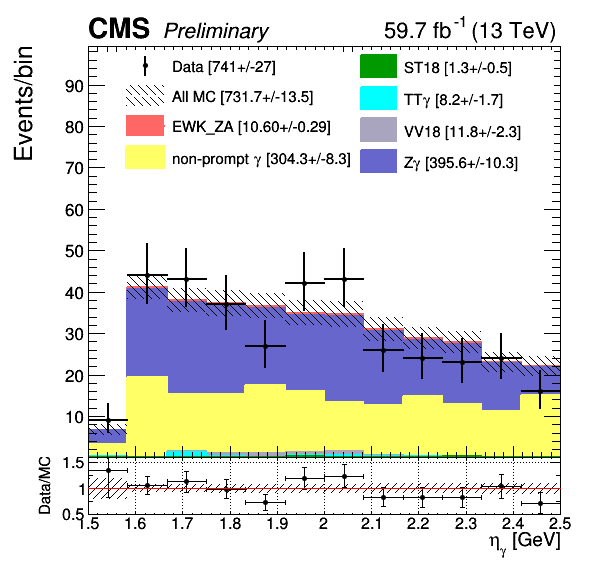 CMS Preliminary 59.7 fb⁻¹ (13 TeV)
Events/bin
Data [741+/-27]
All MC [731.7+/-13.5]
EWK_ZA [10.60+/-0.29]
non-prompt γ [304.3+/-8.3]
ST18 [1.3+/-0.5]
TTγ [8.2+/-1.7]
VV18 [11.8+/-2.3]
Zγ [395.6+/-10.3]
90
80
70
60
50
40
30
20
10
Data/MC
1.5
1
0.5
1.5 1.6 1.7 1.8 1.9 2 2.1 2.2 2.3 2.4 2.5
ηγ [GeV]